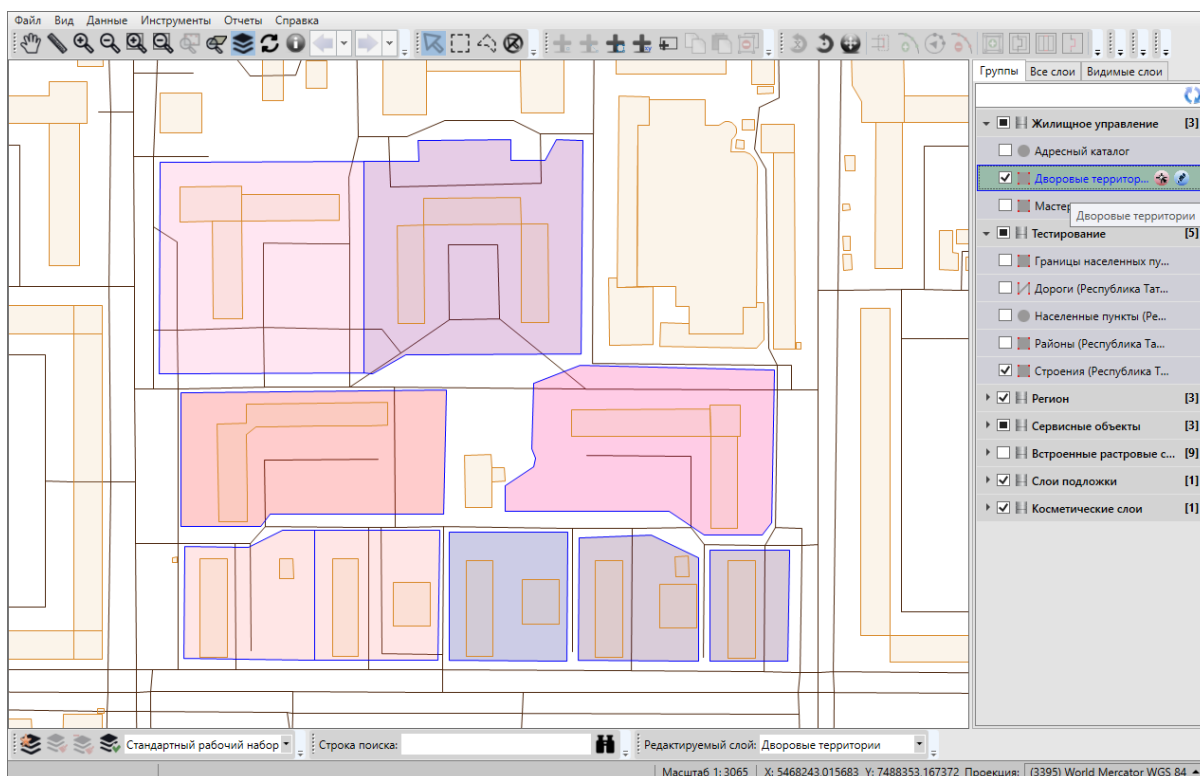 Файл Вид Данные Инструменты Отчеты Справка
Группы Все слои Видимые слои
Жилищное управление [3]
Адресный каталог
Дворовые территор...
Мастер
Дворовые территории
Тестирование [5]
Границы населенных пу...
Дороги (Республика Тат...
Населенные пункты (Ре...
Районы (Республика Та...
Строения (Республика Т...
Регион [3]
Сервисные объекты [3]
Встроенные растровые с... [9]
Слои подложки [1]
Косметические слои [1]
Стандартный рабочий набор Строка поиска: Редактируемый слой: Дворовые территории
Масштаб 1:3065 X: 5468243.015683 Y: 7488353.167372 Проекция: (3395) World Mercator WGS 84